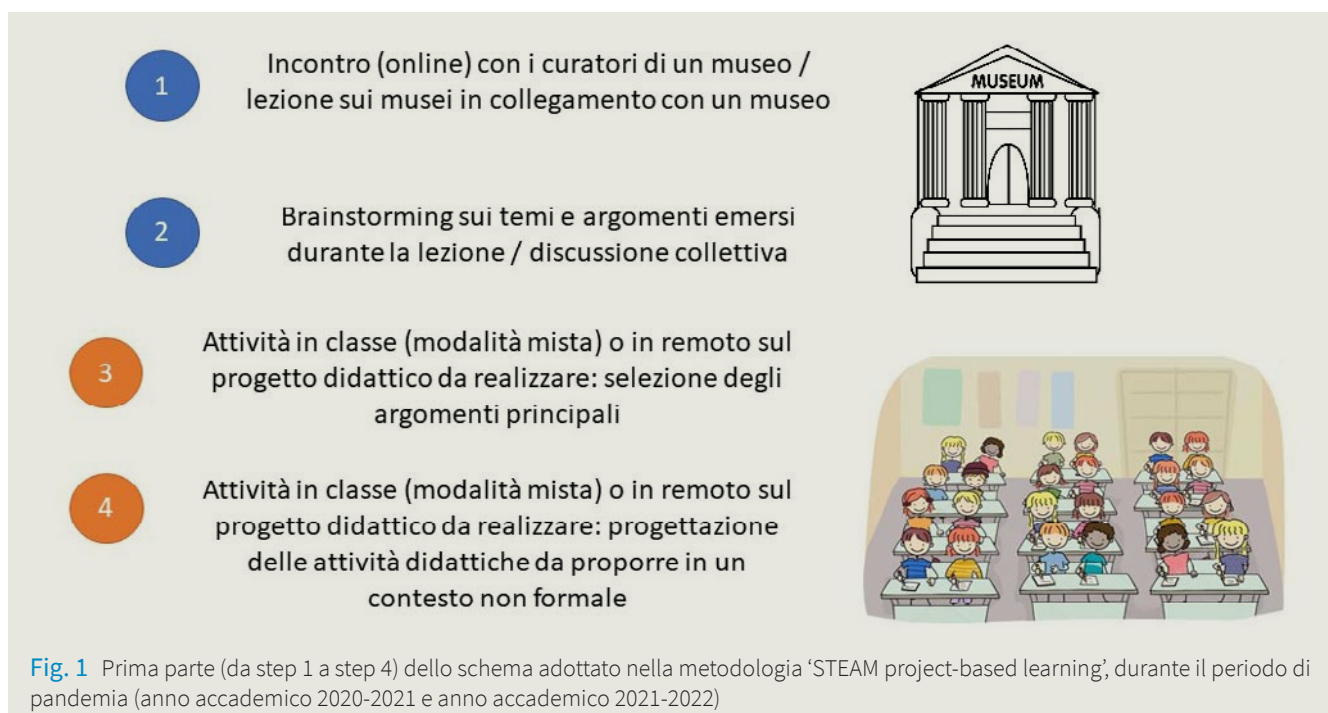 1
Incontro (online) con i curatori di un museo /
lezione sui musei in collegamento con un museo
MUSEUM
2
Brainstorming sui temi e argomenti emersi
durante la lezione / discussione collettiva
3
Attività in classe (modalità mista) o in remoto sul
progetto didattico da realizzare: selezione degli
argomenti principali
4
Attività in classe (modalità mista) o in remoto sul
progetto didattico da realizzare: progettazione
delle attività didattiche da proporre in un
contesto non formale
Fig. 1 Prima parte (da step 1 a step 4) dello schema adottato nella metodologia ‘STEAM project-based learning’, durante il periodo di
pandemia (anno accademico 2020-2021 e anno accademico 2021-2022)